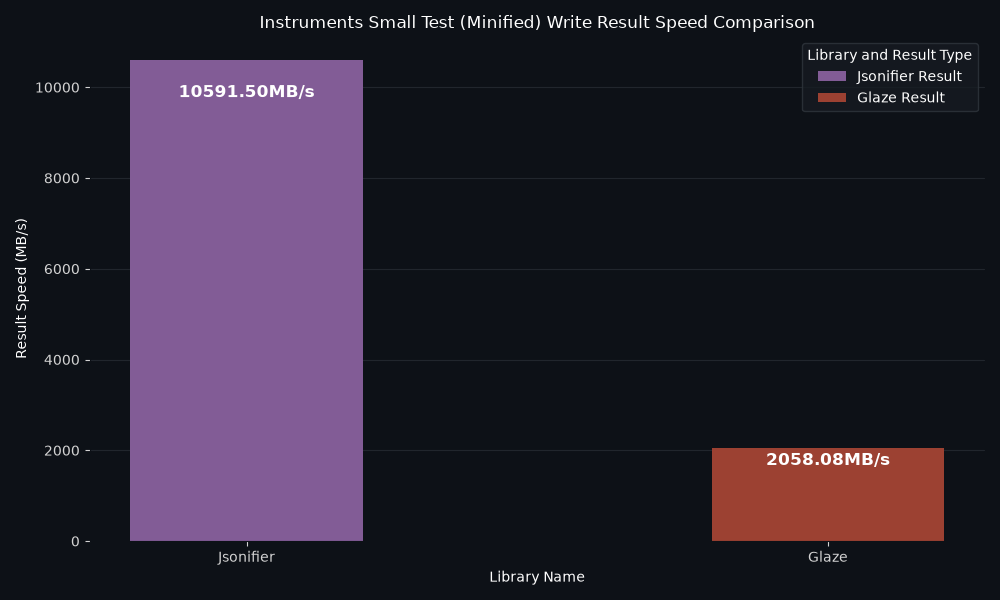 Instruments Small Test (Minified) Write Result Speed Comparison
Library and Result Type
Jsonifier Result
Glaze Result
10591.50MB/s
2058.08MB/s
Result Speed (MB/s)
10000
8000
6000
4000
2000
0
Jsonifier
Glaze
Library Name